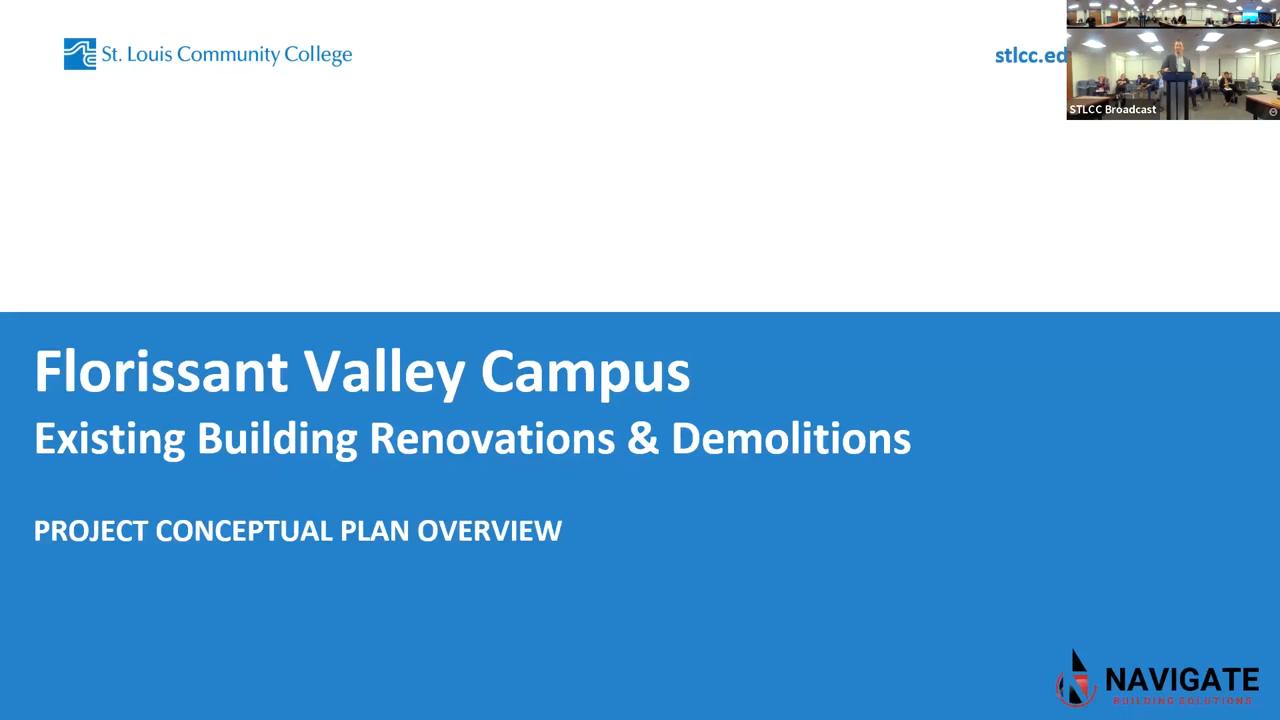 St. Louis Community College
stlcc.ed
STLCC Broadcast
Florissant Valley Campus
Existing Building Renovations & Demolitions
PROJECT CONCEPTUAL PLAN OVERVIEW
NAVIGATE
BUILDING SOLUTIONS